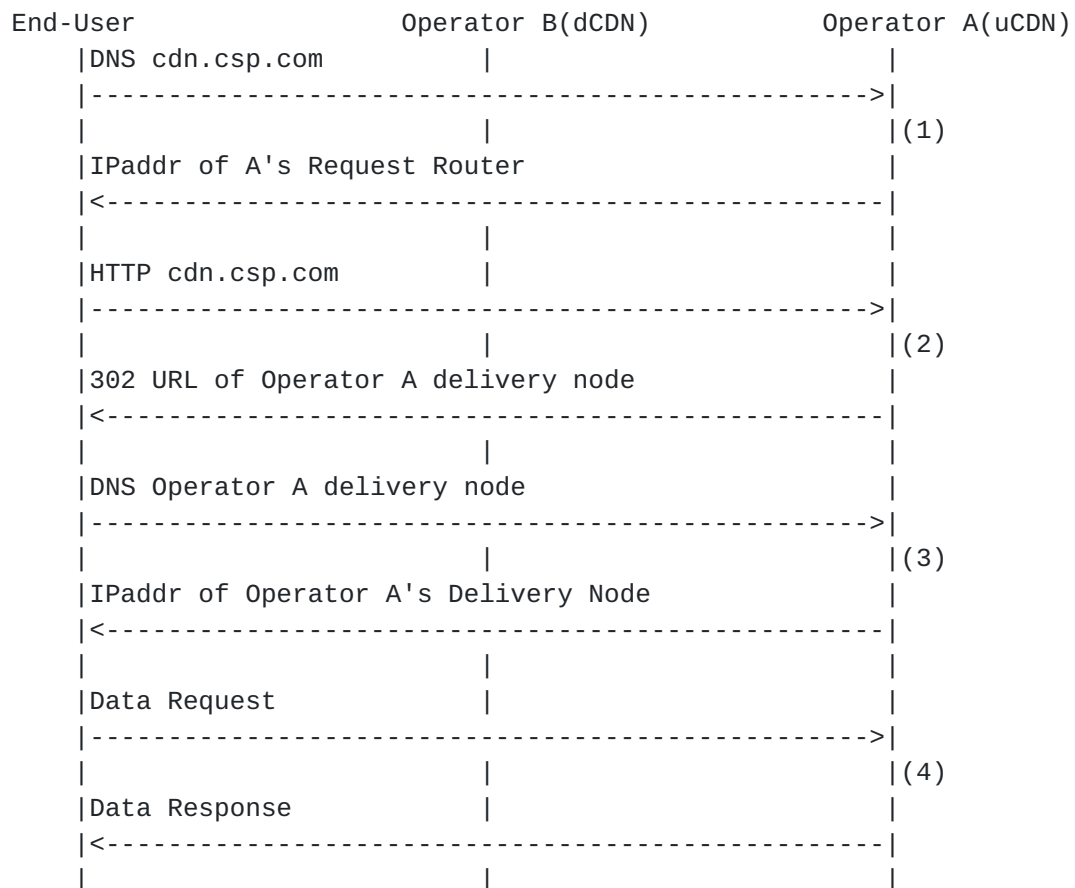 End-User Operator B(dCDN) Operator A(uCDN)
DNS cdn.csp.com
(1)
IPaddr of A's Request Router
HTTP cdn.csp.com
(2)
302 URL of Operator A delivery node
DNS Operator A delivery node
(3)
IPaddr of Operator A's Delivery Node
Data Request
(4)
Data Response